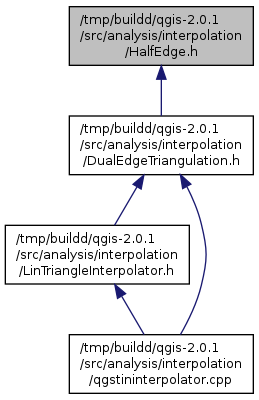 /tmp/buildd/qgis-2.0.1
/src/analysis/interpolation
/HalfEdge.h
/tmp/buildd/qgis-2.0.1
/src/analysis/interpolation
/DualEdgeTriangulation.h
/tmp/buildd/qgis-2.0.1
/src/analysis/interpolation
/LinTriangleInterpolator.h
/tmp/buildd/qgis-2.0.1
/src/analysis/interpolation
/qgstininterpolator.cpp